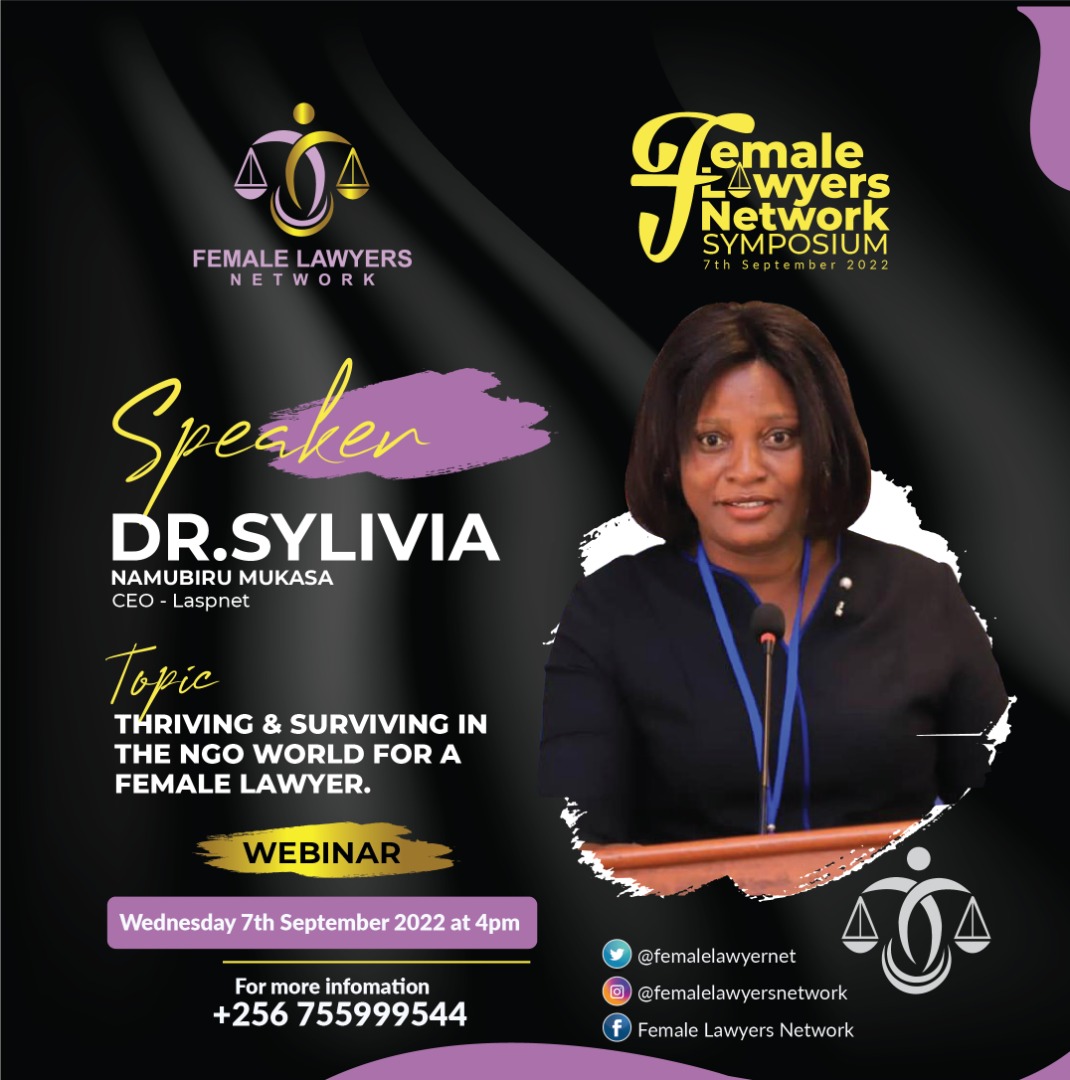 FEMALE LAWYERS
NETWORK
Female
Lawyers
Network
SYMPOSIUM
7th September 2022
Speaker
DR.SYLIVIA
NAMUBIRU MUKASA
CEO - Laspnet
Topic
THRIVING & SURVIVING IN
THE NGO WORLD FOR A
FEMALE LAWYER.
WEBINAR
Wednesday 7th September 2022 at 4pm
For more infomation
+256 755999544
@femalelawyernet
@femalelawyersnetwork
Female Lawyers Network